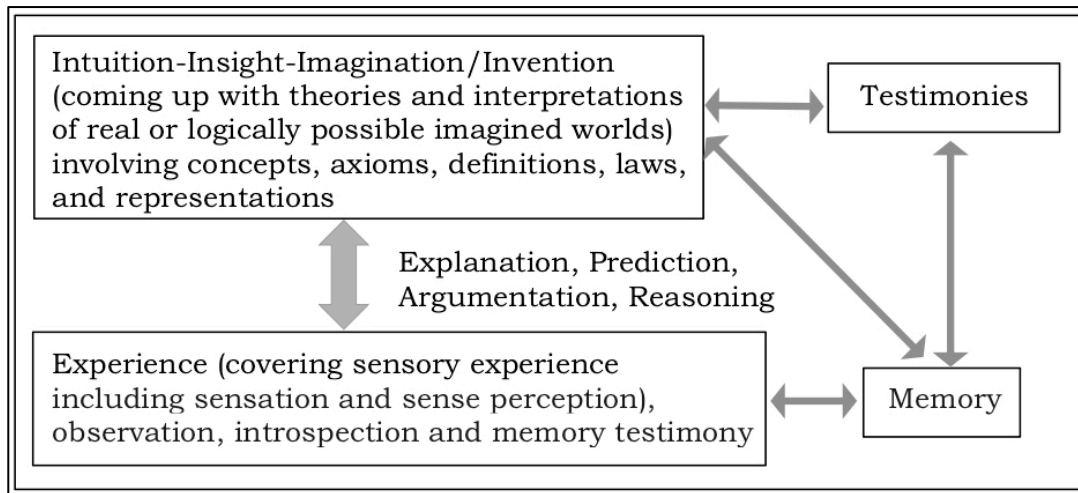 Intuition-Insight-Imagination/Invention
(coming up with theories and interpretations
of real or logically possible imagined worlds)
involving concepts, axioms, definitions, laws,
and representations
Testimonies
Explanation, Prediction,
Argumentation, Reasoning
Experience (covering sensory experience
including sensation and sense perception),
observation, introspection and memory testimony
Memory